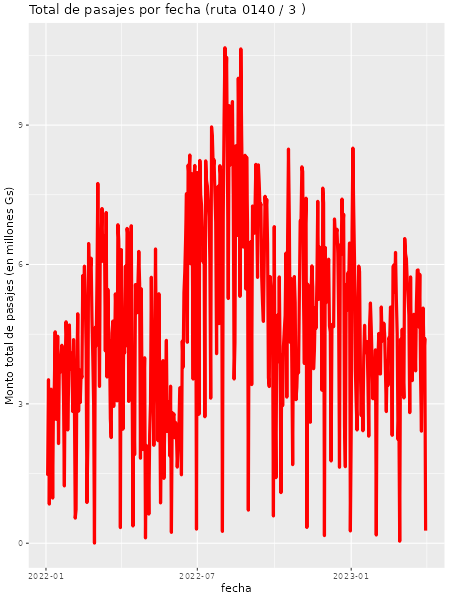 Total de pasajes por fecha (ruta 0140 / 3 )
Monto total de pasajes (en millones Gs)
9
6
3
0
2022-01
2022-07
2023-01
fecha